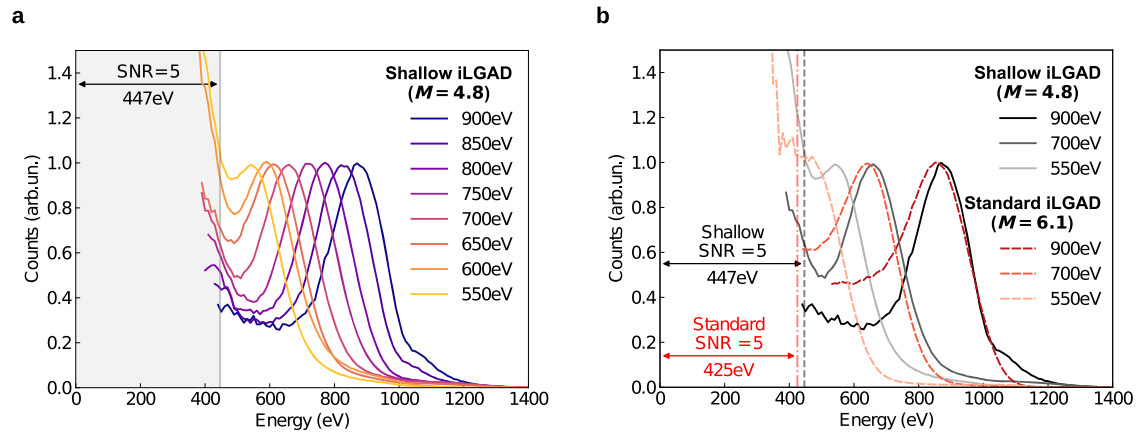 a
Counts (arb.un.)
1.4
1.2
1.0
0.8
0.6
0.4
0.2
0.0
0
200
400
600
800
1000
1200
1400
Energy (eV)
SNR=5
447eV
Shallow iLGAD
(M = 4.8)
900eV
850eV
800eV
750eV
700eV
650eV
600eV
550eV
b
Counts (arb.un.)
1.4
1.2
1.0
0.8
0.6
0.4
0.2
0.0
0
200
400
600
800
1000
1200
1400
Energy (eV)
Shallow
SNR =5
447eV
Standard
SNR =5
425eV
Shallow iLGAD
(M = 4.8)
900eV
700eV
550eV
Standard iLGAD
(M = 6.1)
900eV
700eV
550eV